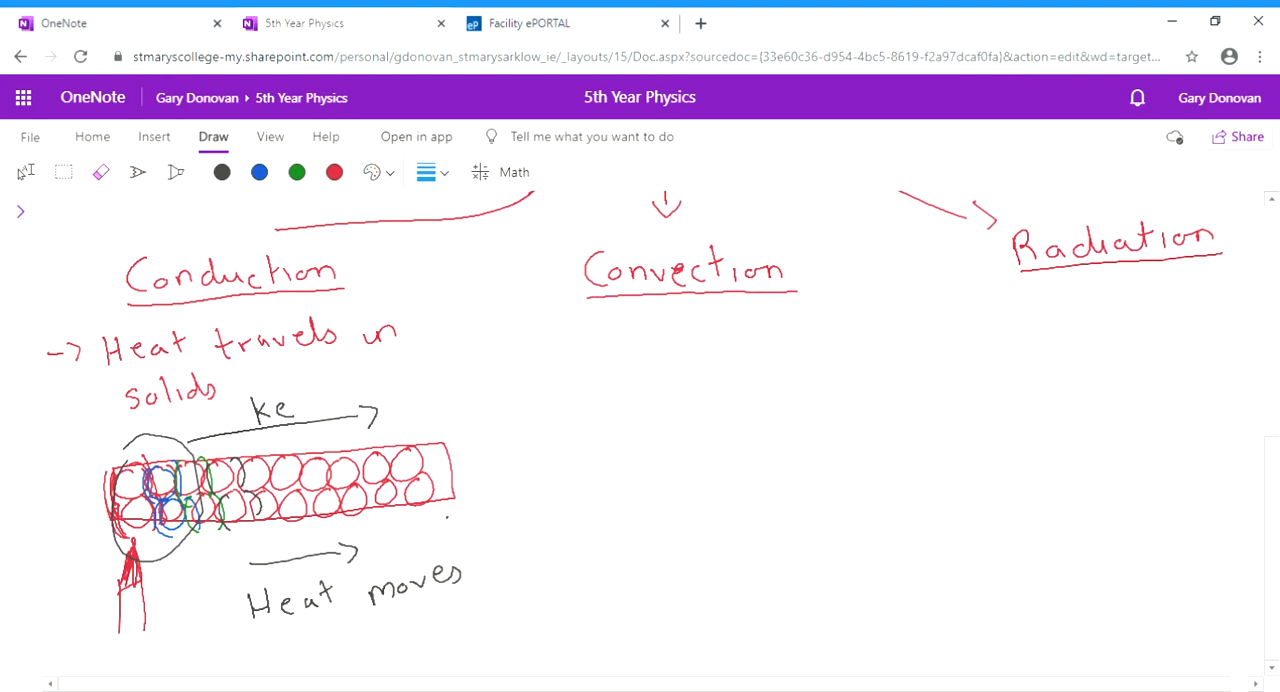 OneNote
5th Year Physics
Facility ePORTAL
stmaryscollege-my.sharepoint.com/personal/gdonovan_stmarysarklow_ie/_layouts/15/Doc.aspx?sourcedoc={33e60c36-d954-4bc5-8619-f2a97dcaf0fa}&action=edit&wd=target...
OneNote
Gary Donovan › 5th Year Physics
5th Year Physics
Gary Donovan
File Home Insert Draw View Help Open in app Tell me what you want to do
Share
Math
Conduction
Convection
Radiation
-> Heat travels in
solids
Ke
Heat moves